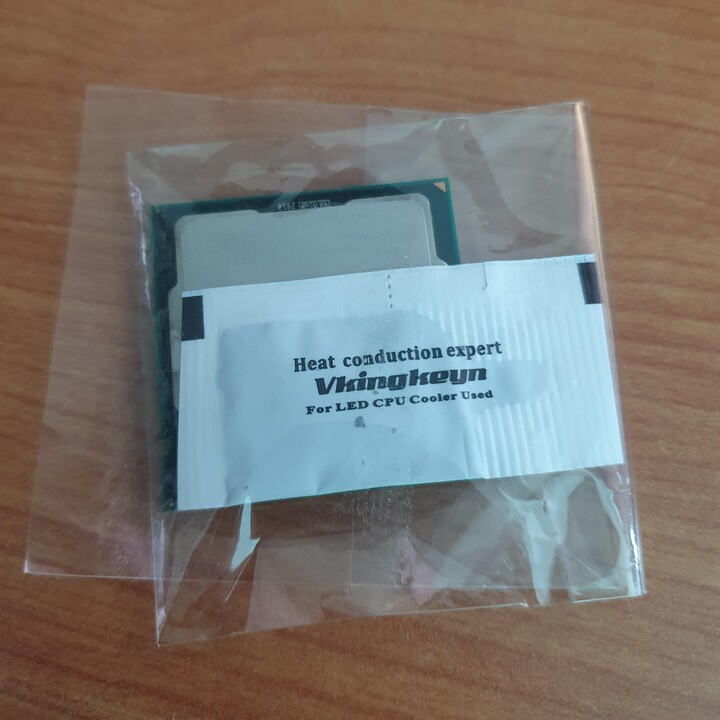 Heat conduction expert
Vkingkeyn
For LED CPU Cooler Used